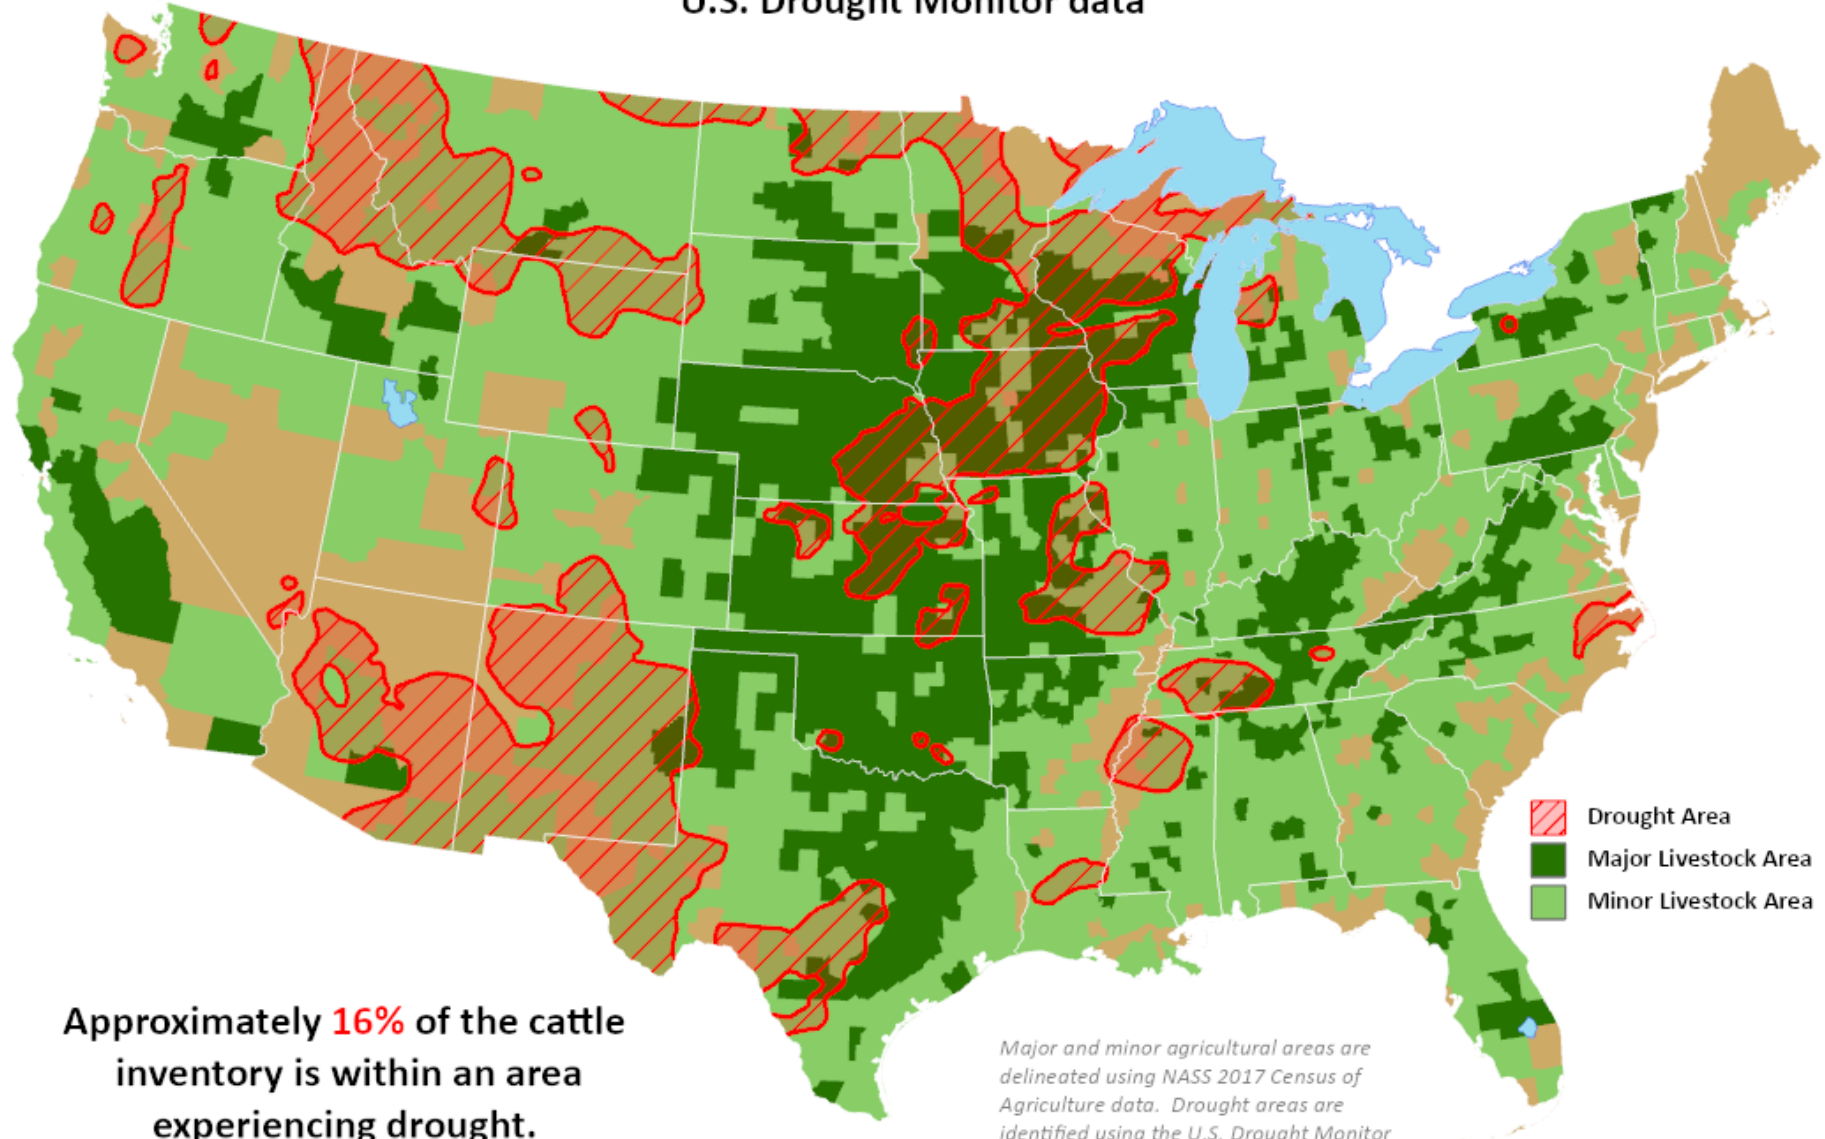 U.S. Drought Monitor data
Drought Area
Major Livestock Area
Minor Livestock Area
Approximately 16% of the cattle
inventory is within an area
experiencing drought.
Major and minor agricultural areas are
delineated using NASS 2017 Census of
Agriculture data. Drought areas are
identified using the U.S. Drought Monitor